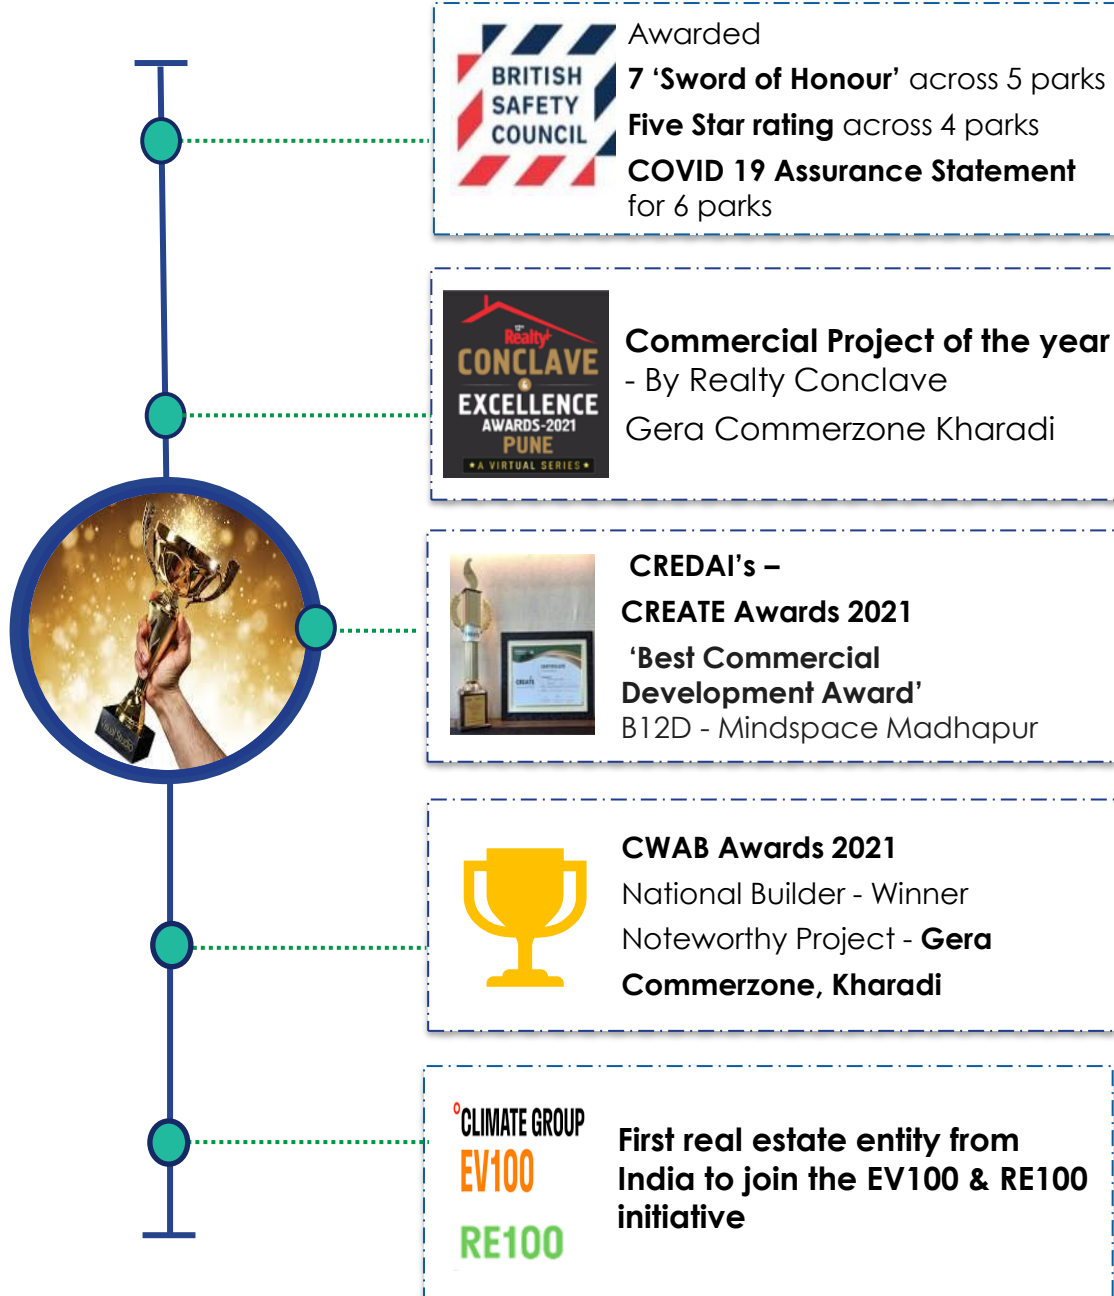 BRITISH
SAFETY
COUNCIL
Awarded
7 ‘Sword of Honour’ across 5 parks
Five Star rating across 4 parks
COVID 19 Assurance Statement
for 6 parks
12th
Realty+
CONCLAVE
&
EXCELLENCE
AWARDS-2021
PUNE
★ A VIRTUAL SERIES ★
Commercial Project of the year
- By Realty Conclave
Gera Commerzone Kharadi
Visual Studio
CREATE
CREDAI’s –
CREATE Awards 2021
‘Best Commercial
Development Award’
B12D - Mindspace Madhapur
CWAB Awards 2021
National Builder - Winner
Noteworthy Project - Gera
Commerzone, Kharadi
°CLIMATE GROUP
EV100
RE100
First real estate entity from
India to join the EV100 & RE100
initiative